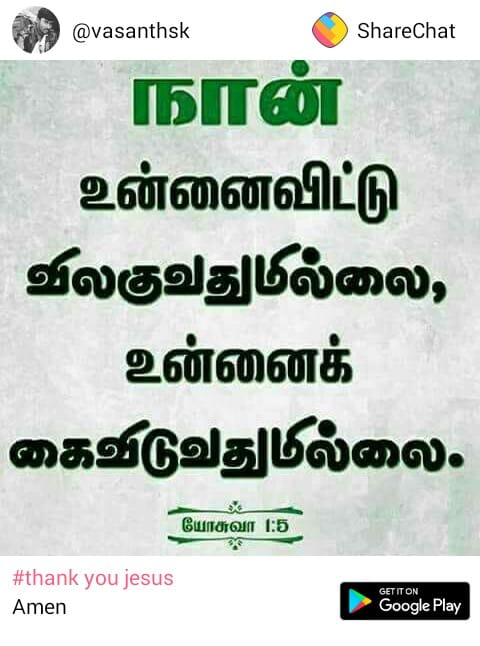 @vasanthsk
ShareChat
நான்
உன்னைவிட்டு
விலகுவதுமில்லை,
உன்னைக்
கைவிடுவதுமில்லை.
யோசுவா 1:5
#thank you jesus
Amen
GET IT ON
Google Play